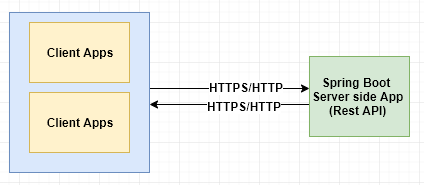 Client Apps
Client Apps
HTTPS/HTTP
HTTPS/HTTP
Spring Boot
Server side App
(Rest API)